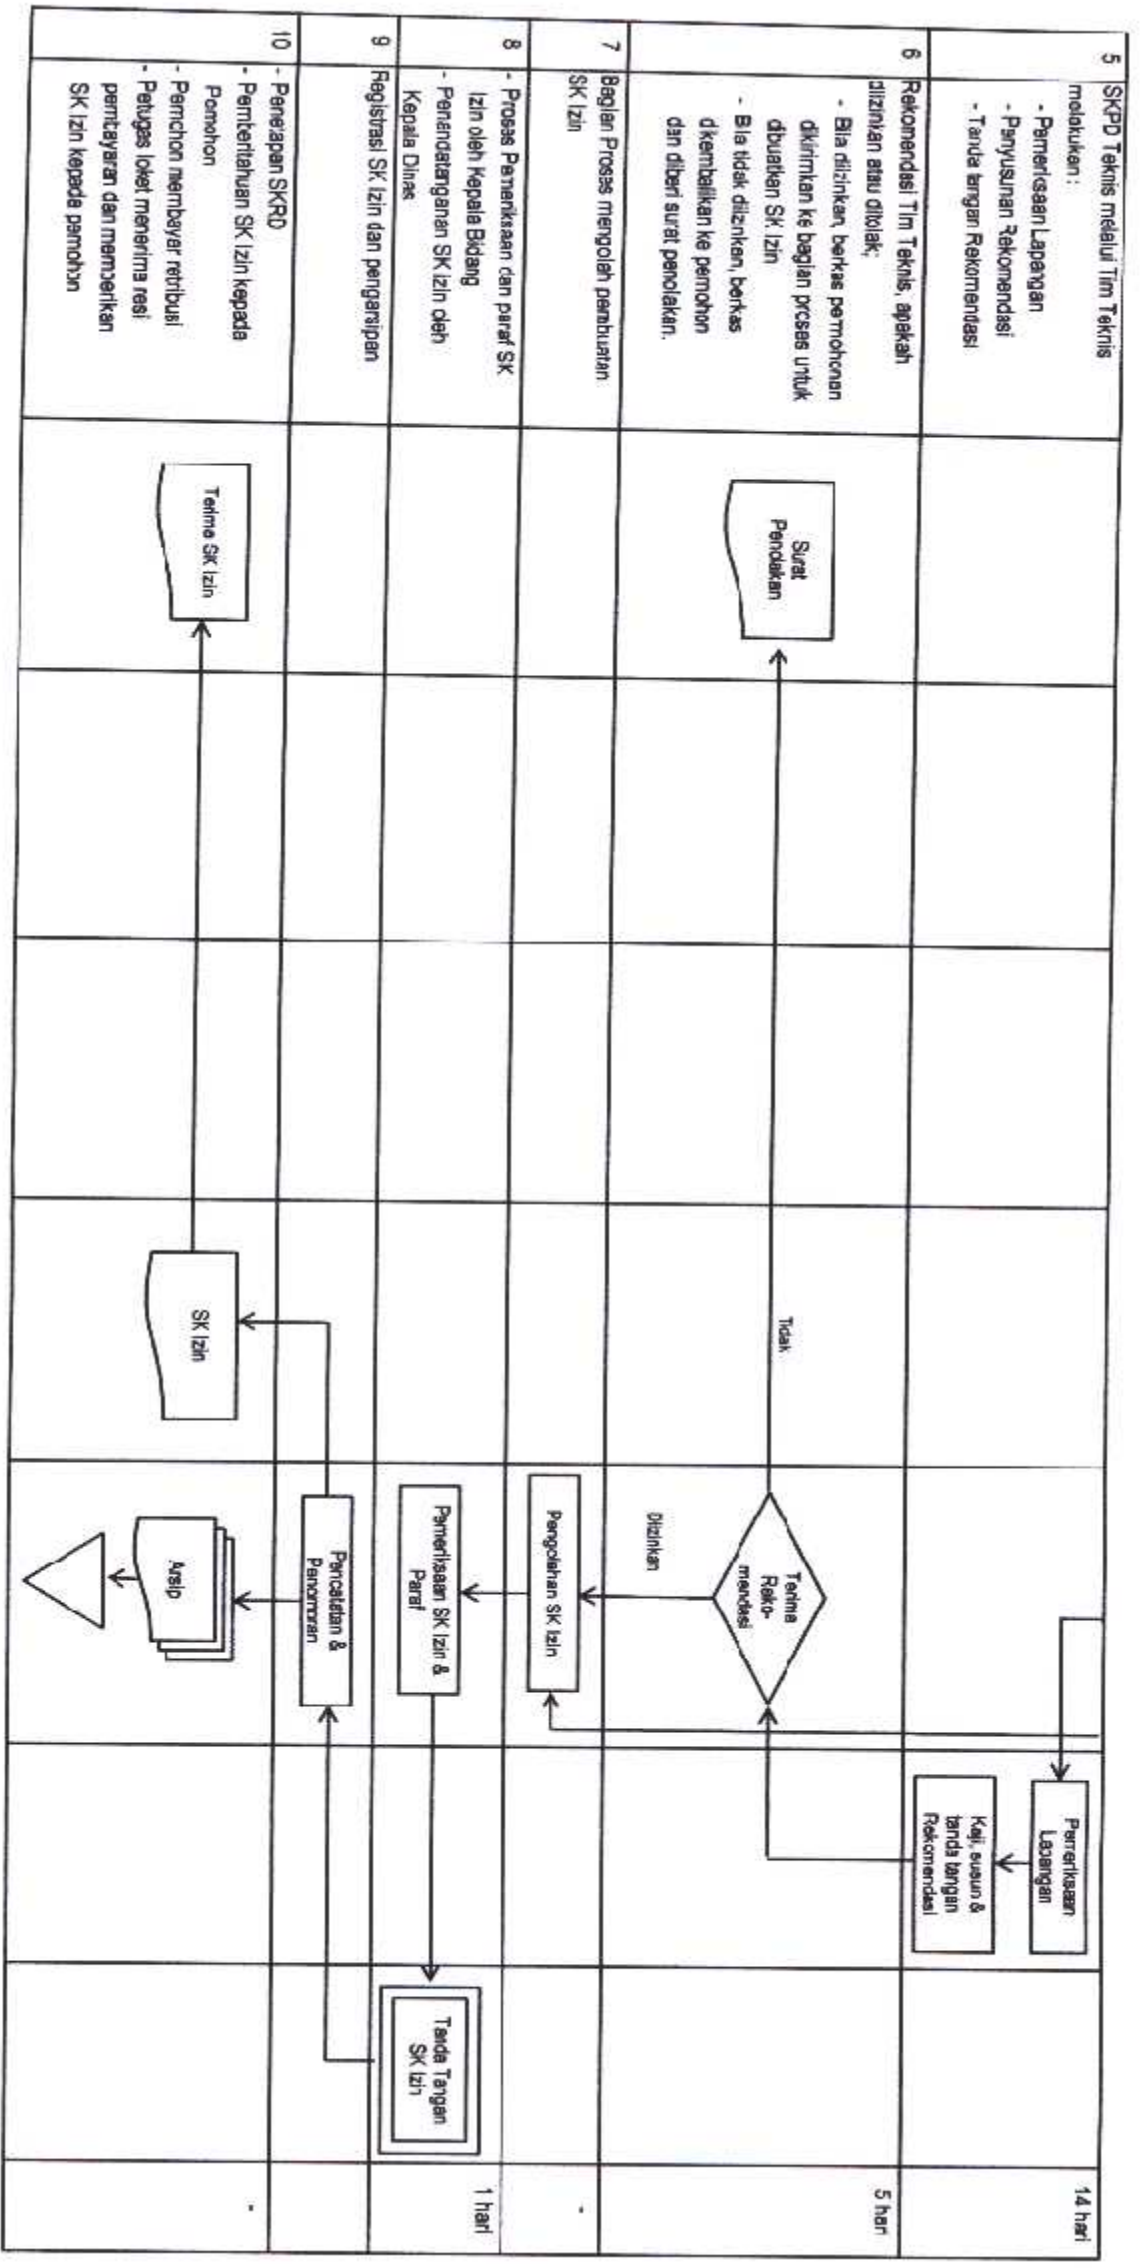 5
SKPD Teknis melalui Tim Teknis
melakukan :
- Pemeriksaan Lapangan
- Penyusunan Rekomendasi
- Tanda tangan Rekomendasi
Pemeriksaan
Lapangan
Kaji, susun &
tanda tangan
Rekomendasi
14 hari
6
Rekomendasi Tim Teknis, apakah
diizinkan atau ditolak;
- Bila diizinkan, berkas permohonan
dikirimkan ke bagian proses untuk
dibuatkan SK Izin
- Bila tidak diizinkan, berkas
dikembalikan ke pemohon
dan diberi surat penolakan.
Surat
Penolakan
Tidak
Terima
Reko-
mendasi
Diizinkan
5 hari
7
Bagian Proses mengolah pembuatan
SK Izin
Pengolahan SK Izin
-
8
- Proses Pemeriksaan dan paraf SK
Izin oleh Kepala Bidang
- Penandatanganan SK izin oleh
Kepala Dinas
Pemeriksaan SK Izin &
Paraf
Tanda Tangan
SK Izin
1 hari
9
Registrasi SK Izin dan pengarsipan
Pencatatan &
Penomoran
10
- Penetapan SKRD
- Pemberitahuan SK Izin kepada
Pomohon
- Pemohon membayar retribusi
- Petugas loket menerima resi
pembayaran dan memberikan
SK Izin kepada pemohon
Terima SK Izin
SK Izin
Arsip
-